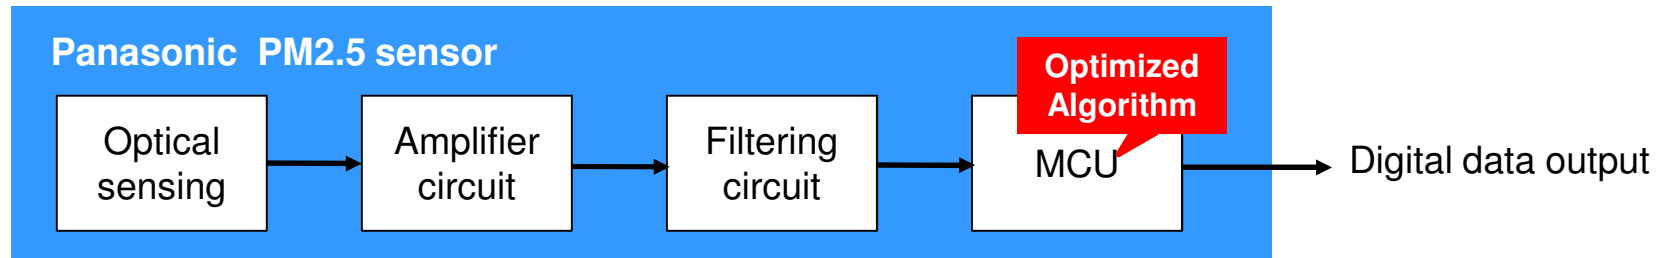 Panasonic PM2.5 sensor
Optimized
Algorithm
Optical
sensing
Amplifier
circuit
Filtering
circuit
MCU
Digital data output